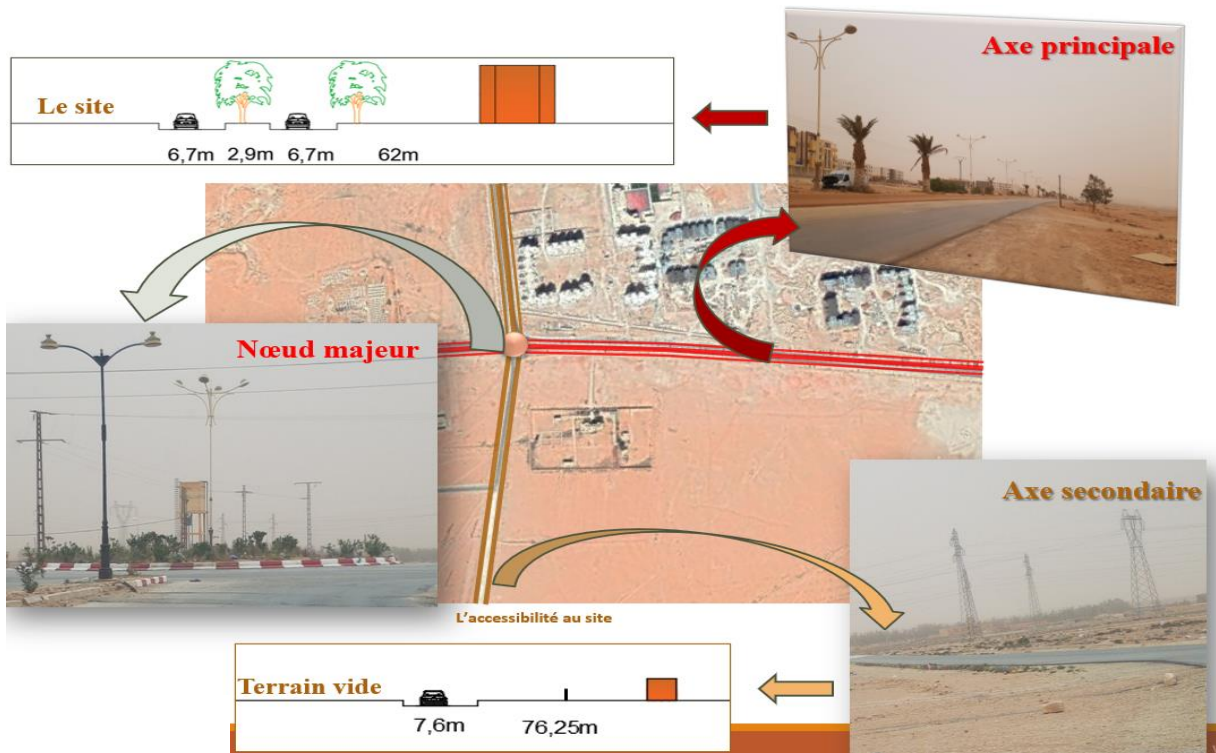 Axe principale
Le site
6,7m 2,9m 6,7m 62m
Nœud majeur
Axe secondaire
L'accessibilité au site
Terrain vide
7,6m 76,25m